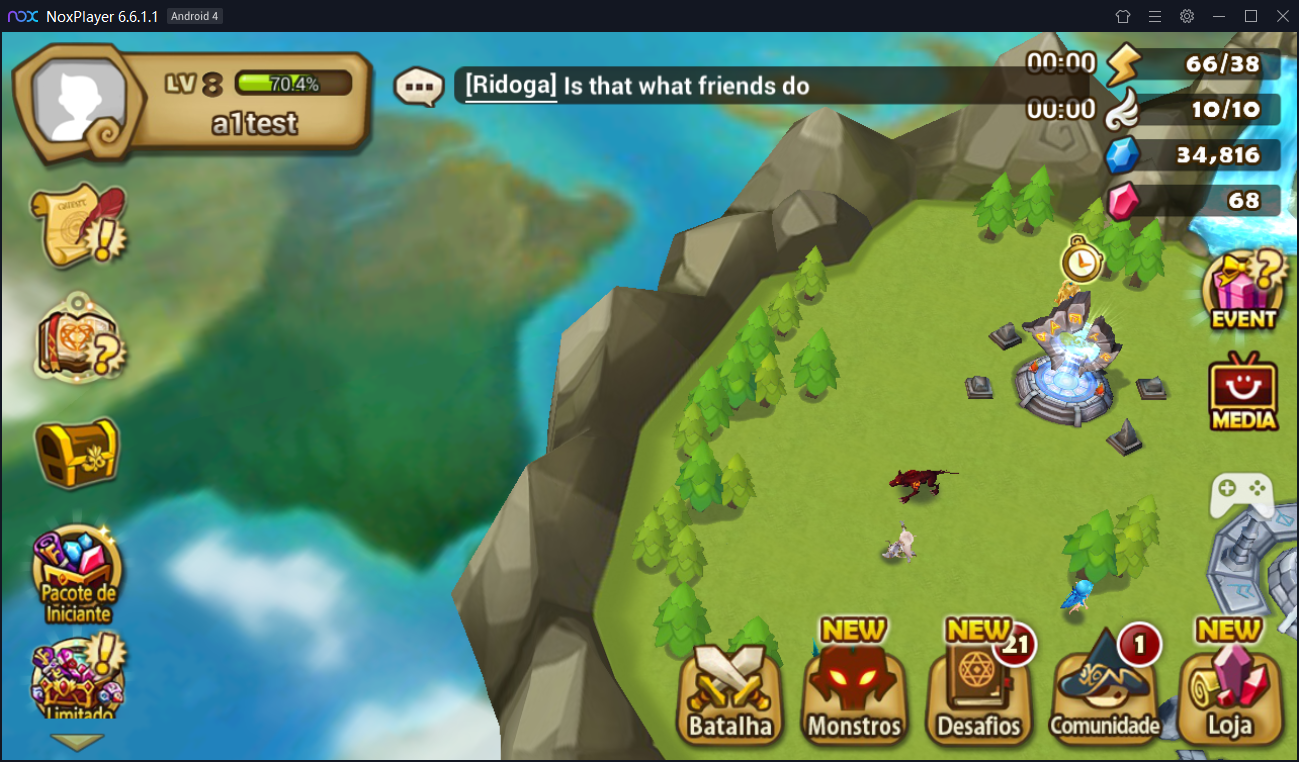 nox NoxPlayer 6.6.1.1 Android 4
LV 8 70.4%
a1test
[Ridoga] Is that what friends do
00:00 66/38
00:00 10/10
34,816
68
EVENT
MEDIA
Pacote de
Iniciante
Limitado
NEW
Batalha
Monstros
NEW
21
Desafios
1
Comunidade
NEW
Loja